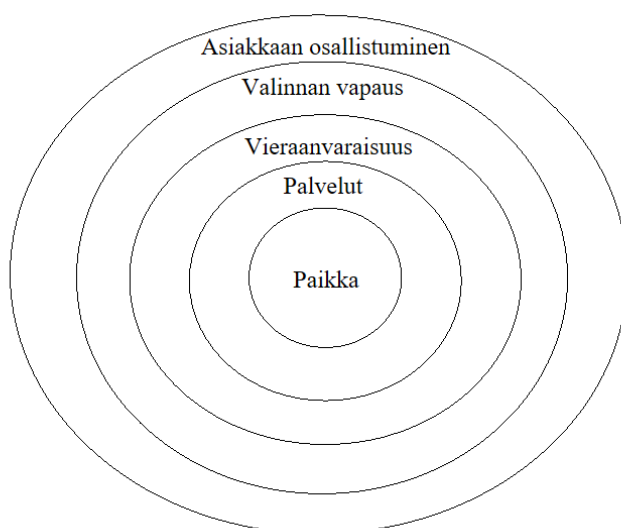 Asiakkaan osallistuminen
Valinnan vapaus
Vieraanvaraisuus
Palvelut
Paikka